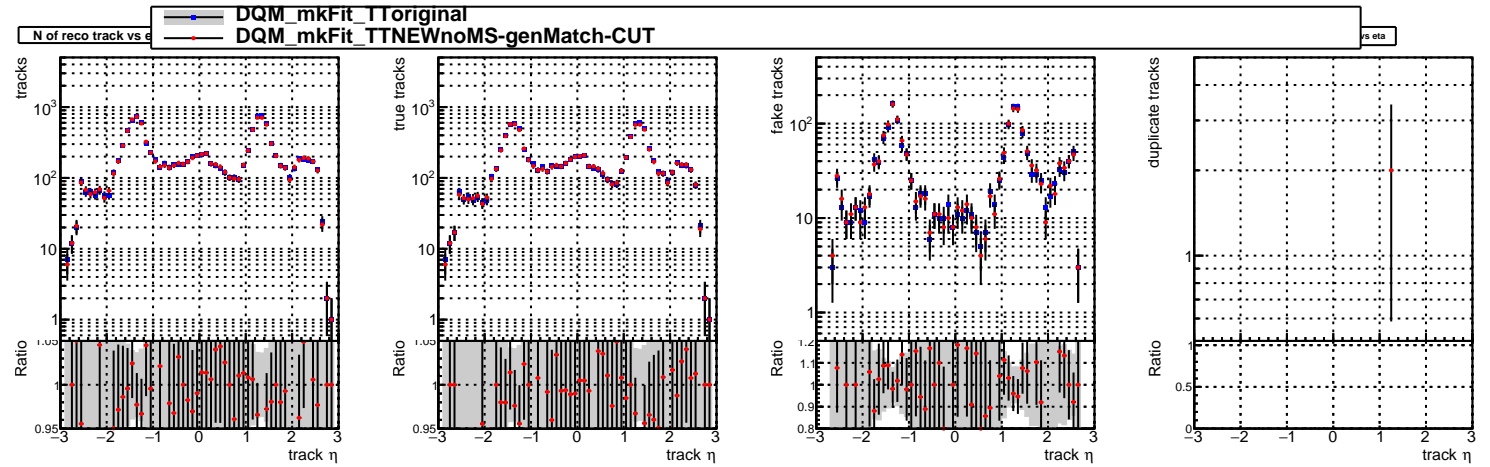 DQM_mkFit_TToriginal
DQM_mkFit_TTNEWnoMS-genMatch-CUT
N of reco track vs e
vs eta
tracks
10³
10²
10
1
Ratio
1.05
1
0.95
−3 −2 −1 0 1 2 3
track η
true tracks
10³
10²
10
1
Ratio
1.05
1
0.95
−3 −2 −1 0 1 2 3
track η
fake tracks
10²
10
1
Ratio
1.2
1.1
1
0.9
0.8
−3 −2 −1 0 1 2 3
track η
duplicate tracks
1
Ratio
1
0.5
0
−3 −2 −1 0 1 2 3
track η